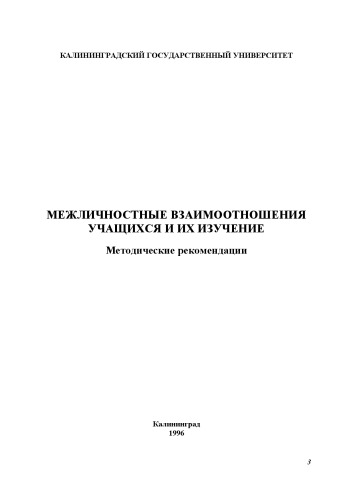 КАЛИНИНГРАДСКИЙ ГОСУДАРСТВЕННЫЙ УНИВЕРСИТЕТ
МЕЖЛИЧНОСТНЫЕ ВЗАИМООТНОШЕНИЯ
УЧАЩИХСЯ И ИХ ИЗУЧЕНИЕ
Методические рекомендации
Калининград
1996
3